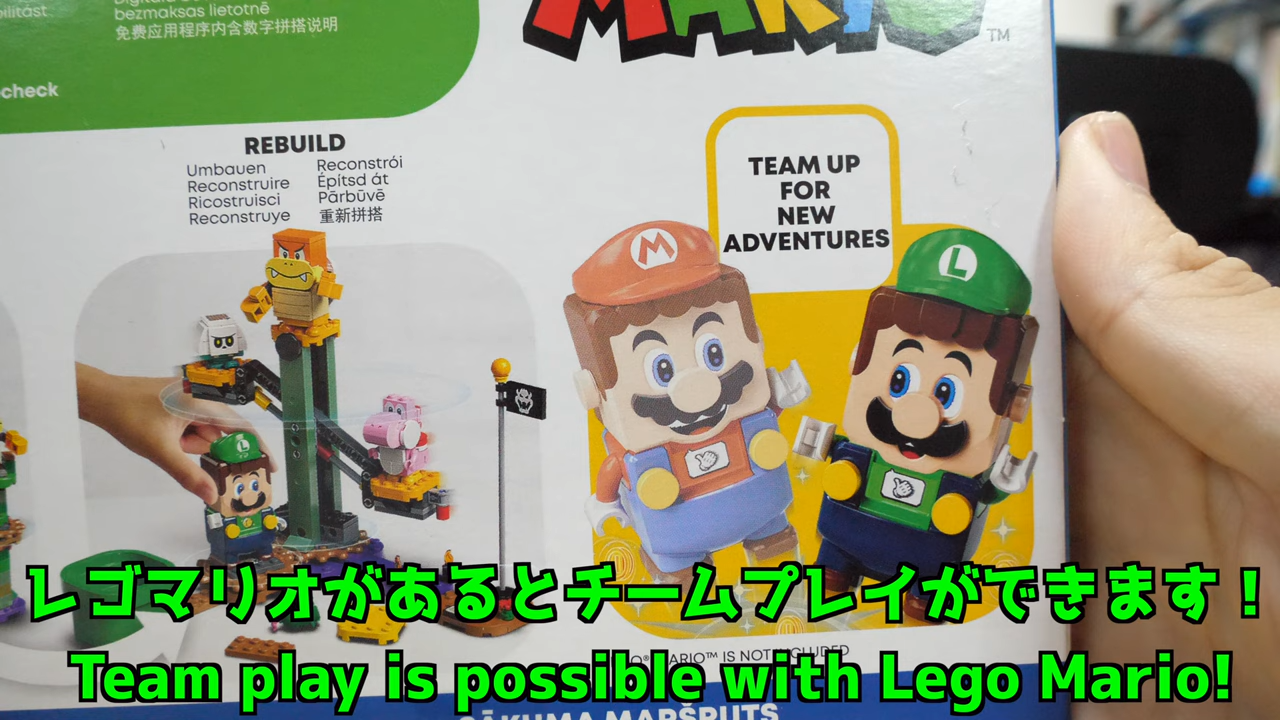 bilitāst
bezmaksas lietotnē
免费应用程序内含数字拼搭说明
check
MARIO
TM
REBUILD
Umbauen
Reconstruire
Ricostruisci
Reconstruye
Reconstrói
Építsd át
Pārbūvē
重新拼搭
TEAM UP
FOR
NEW
ADVENTURES
M
L
L
レゴマリオがあるとチームプレイができます！
MARIO™ IS NOT INCLUDED
Team play is possible with Lego Mario!
SĀKUMA MARŠRUTS